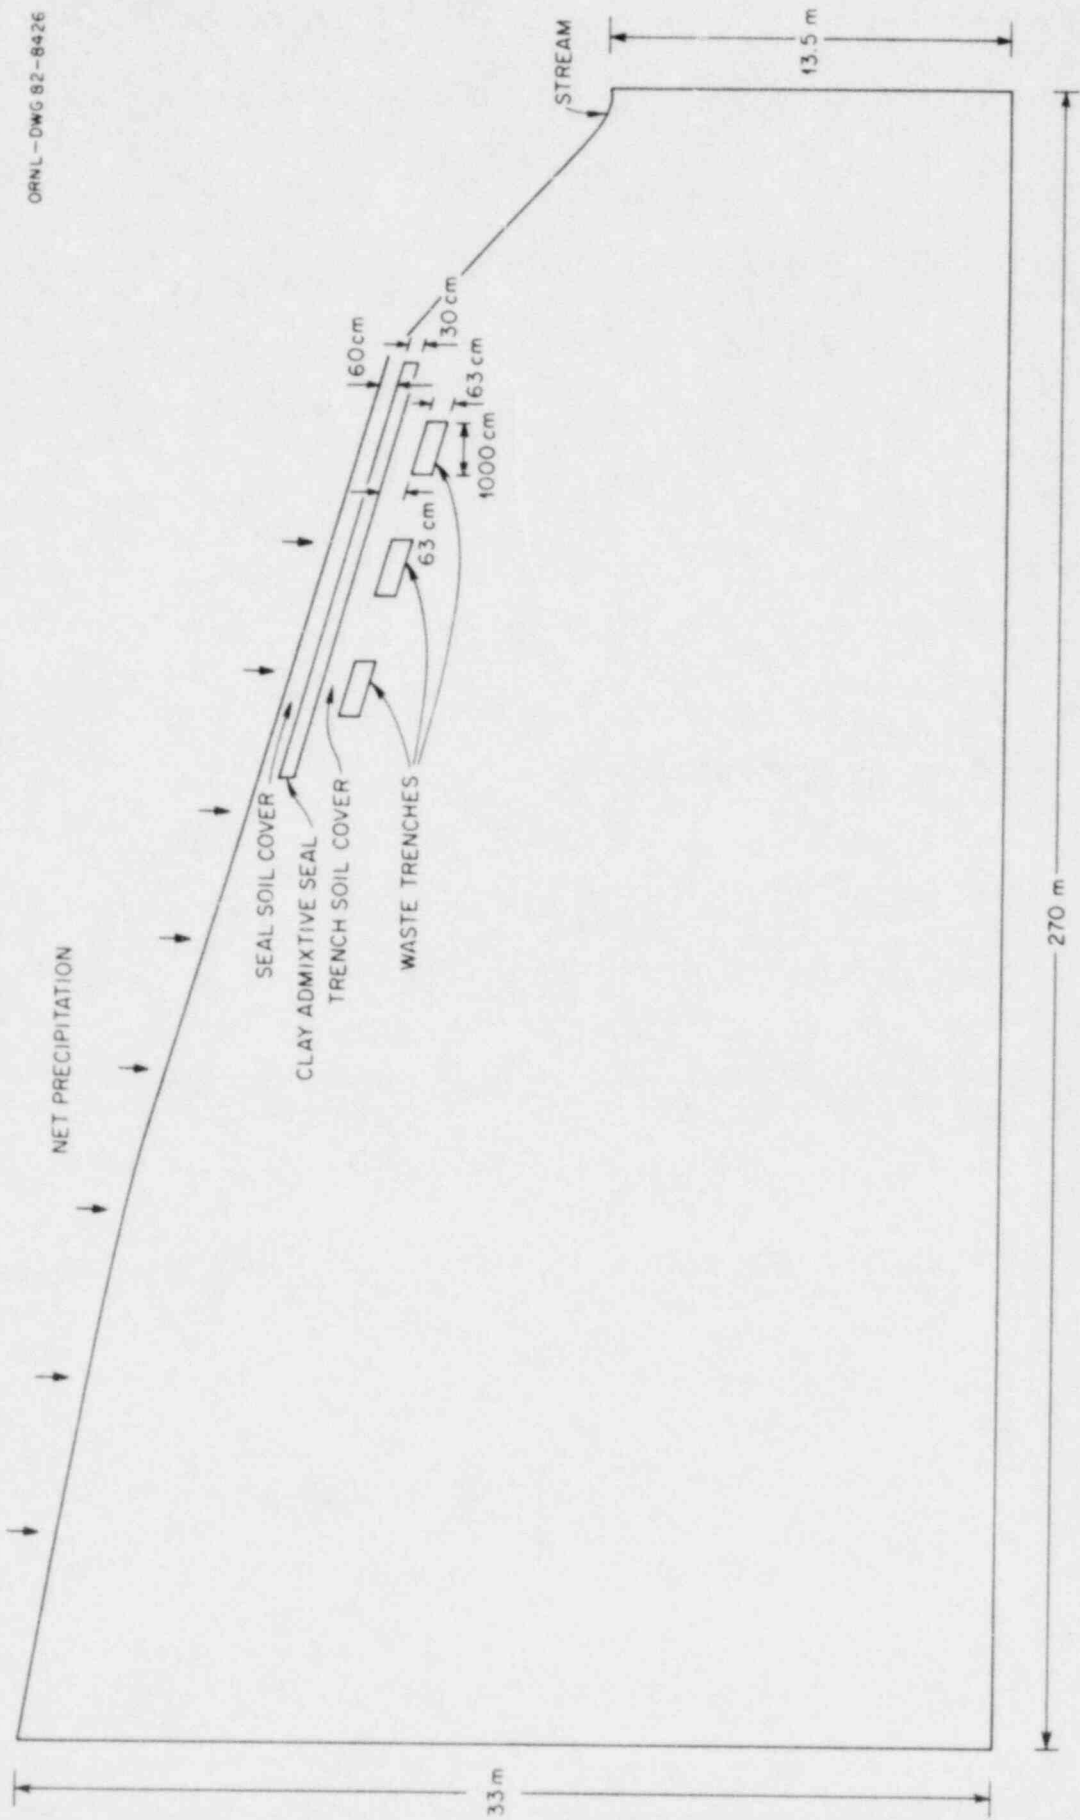 ORNL-DWG 82-8426
NET PRECIPITATION
STREAM
SEAL SOIL COVER
CLAY ADMIXTIVE SEAL
TRENCH SOIL COVER
WASTE TRENCHES
60 cm
30 cm
63 cm
63 cm
1000 cm
13.5 m
33 m
270 m